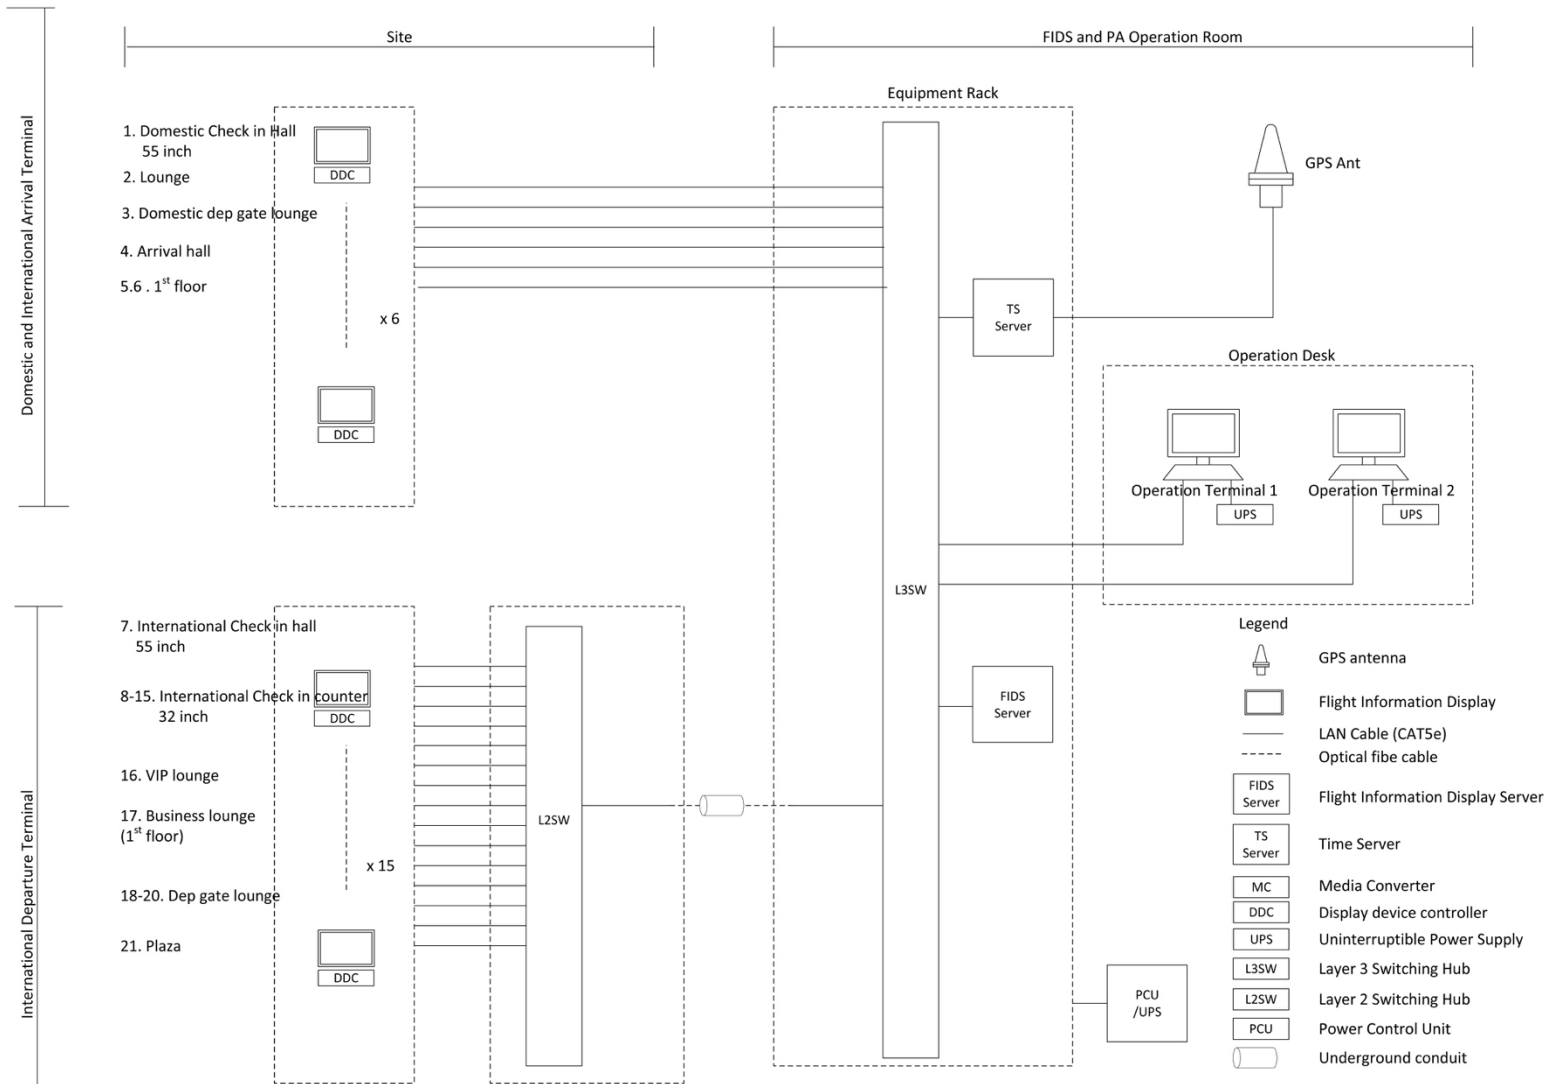 Site
FIDS and PA Operation Room
Domestic and International Arrival Terminal
1. Domestic Check in Hall
55 inch
2. Lounge
3. Domestic dep gate lounge
4. Arrival hall
5.6 . 1st floor
DDC
x 6
DDC
Equipment Rack
GPS Ant
TS
Server
Operation Desk
Operation Terminal 1
Operation Terminal 2
UPS
UPS
L3SW
International Departure Terminal
7. International Check in hall
55 inch
8-15. International Check in counter
32 inch
DDC
16. VIP lounge
17. Business lounge
(1st floor)
x 15
18-20. Dep gate lounge
21. Plaza
DDC
L2SW
FIDS
Server
PCU
/UPS
Legend
GPS antenna
Flight Information Display
LAN Cable (CAT5e)
Optical fibe cable
FIDS
Server
Flight Information Display Server
TS
Server
Time Server
MC
Media Converter
DDC
Display device controller
UPS
Uninterruptible Power Supply
L3SW
Layer 3 Switching Hub
L2SW
Layer 2 Switching Hub
PCU
Power Control Unit
Underground conduit